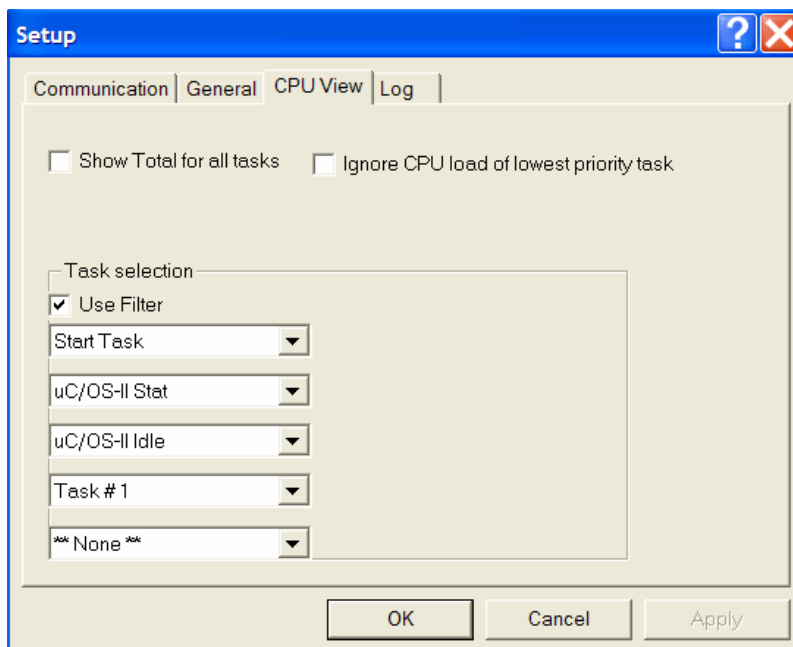 Setup
Communication General CPU View Log
Show Total for all tasks Ignore CPU load of lowest priority task
Task selection
Use Filter
Start Task
uC/OS-II Stat
uC/OS-II Idle
Task # 1
** None **
OK Cancel Apply